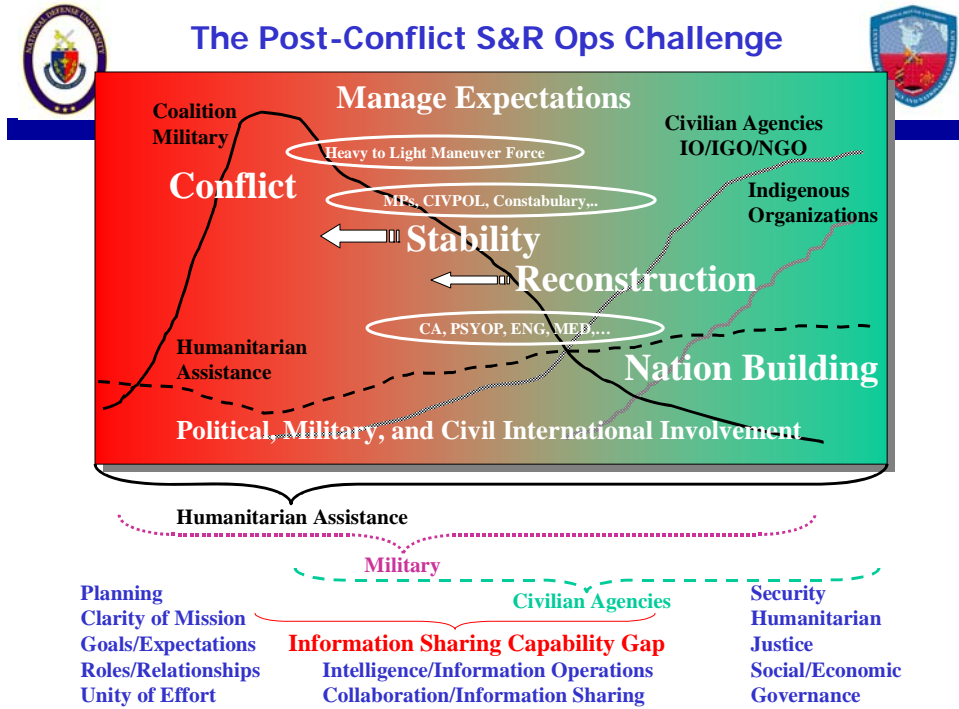 The Post-Conflict S&R Ops Challenge
NATIONAL DEFENSE UNIVERSITY
Manage Expectations
Coalition
Military
Civilian Agencies
IO/IGO/NGO
Heavy to Light Maneuver Force
Conflict
Indigenous
Organizations
MPs, CIVPOL, Constabulary,..
Stability
Reconstruction
CA, PSYOP, ENG, MED,…
Humanitarian
Assistance
Nation Building
Political, Military, and Civil International Involvement
Humanitarian Assistance
Military
Civilian Agencies
Planning
Clarity of Mission
Goals/Expectations
Roles/Relationships
Unity of Effort
Information Sharing Capability Gap
Intelligence/Information Operations
Collaboration/Information Sharing
Security
Humanitarian
Justice
Social/Economic
Governance